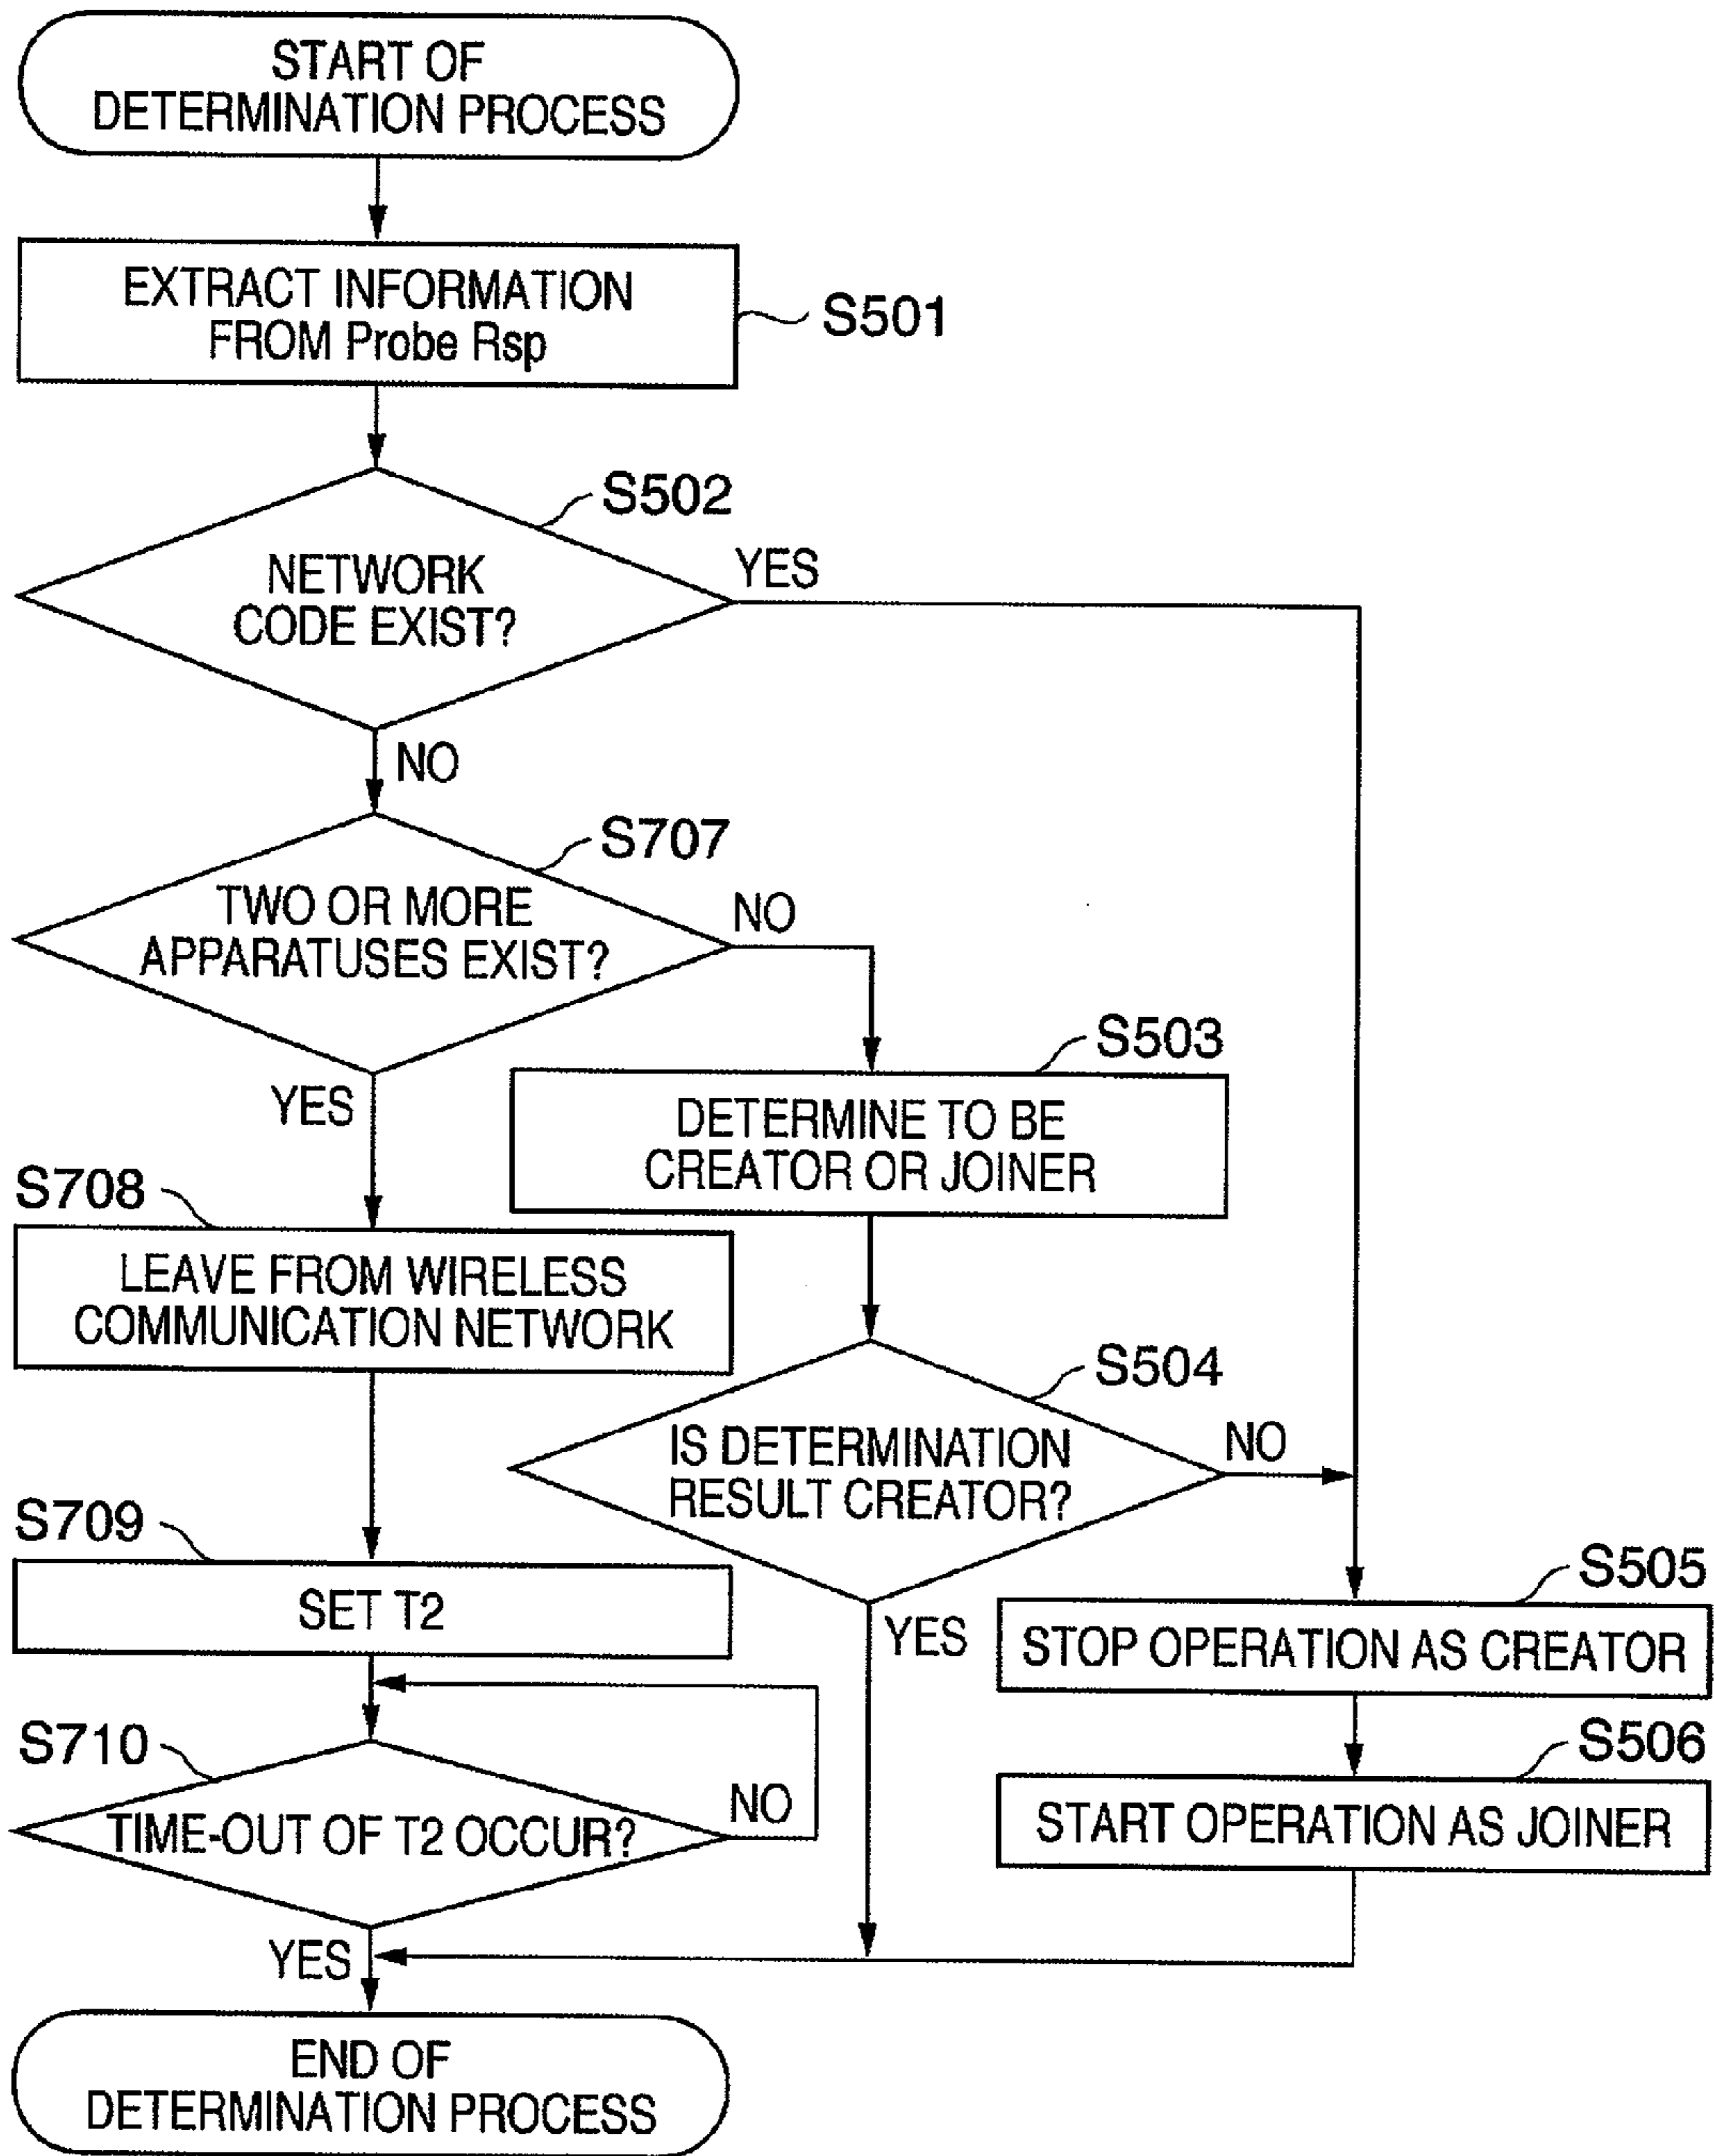 START OF
DETERMINATION PROCESS
EXTRACT INFORMATION
FROM Probe Rsp
S501
S502
NETWORK
CODE EXIST?
YES
NO
S707
TWO OR MORE
APPARATUSES EXIST?
NO
YES
S503
DETERMINE TO BE
CREATOR OR JOINER
S708
LEAVE FROM WIRELESS
COMMUNICATION NETWORK
S504
IS DETERMINATION
RESULT CREATOR?
NO
YES
S709
SET T2
S505
STOP OPERATION AS CREATOR
S710
TIME-OUT OF T2 OCCUR?
NO
YES
S506
START OPERATION AS JOINER
END OF
DETERMINATION PROCESS